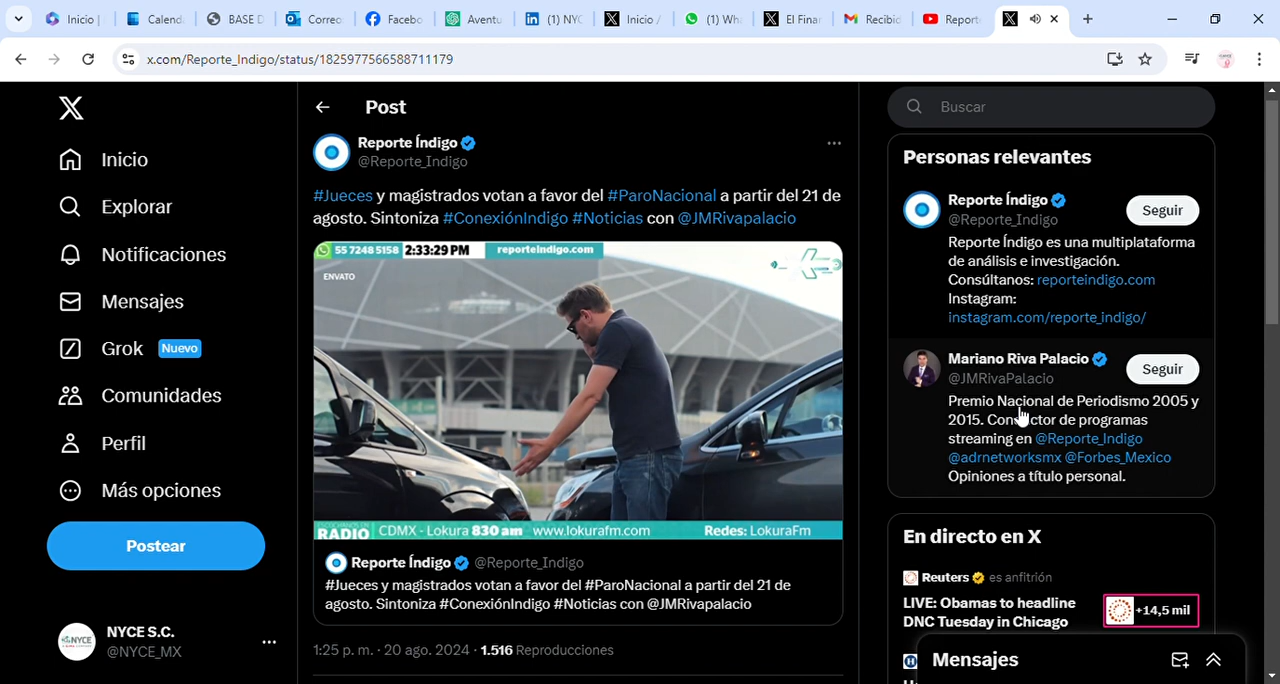 Inicio |
Calend
BASE D
Correo
Facebo
Aventu
(1) NYC
Inicio /
(1) Wha
El Finar
Recibid
Report
x.com/Reporte_Indigo/status/1825977566588711179
Inicio
Explorar
Notificaciones
Mensajes
Grok Nuevo
Comunidades
Perfil
Más opciones
Postear
NYCE S.C.
@NYCE_MX
Post
Reporte Índigo
@Reporte_Indigo
#Jueces y magistrados votan a favor del #ParoNacional a partir del 21 de
agosto. Sintoniza #ConexiónIndigo #Noticias con @JMRivapalacio
55 7248 5158 2:33:29 PM reporteindigo.com
ENVATO
ESCÚCHANOS EN
RADIO CDMX - Lokura 830 am - www.lokurafm.com Redes: LokuraFm
Reporte Índigo @Reporte_Indigo
#Jueces y magistrados votan a favor del #ParoNacional a partir del 21 de
agosto. Sintoniza #ConexiónIndigo #Noticias con @JMRivapalacio
1:25 p. m. · 20 ago. 2024 · 1.516 Reproducciones
Buscar
Personas relevantes
Reporte Índigo
@Reporte_Indigo
Seguir
Reporte Índigo es una multiplataforma
de análisis e investigación.
Consúltanos: reporteindigo.com
Instagram:
instagram.com/reporte_indigo/
Mariano Riva Palacio
@JMRivaPalacio
Seguir
Premio Nacional de Periodismo 2005 y
2015. Conductor de programas
streaming en @Reporte_Indigo
@adrnetworksmx @Forbes_Mexico
Opiniones a título personal.
En directo en X
Reuters es anfitrión
LIVE: Obamas to headline
DNC Tuesday in Chicago
+14,5 mil
Mensajes